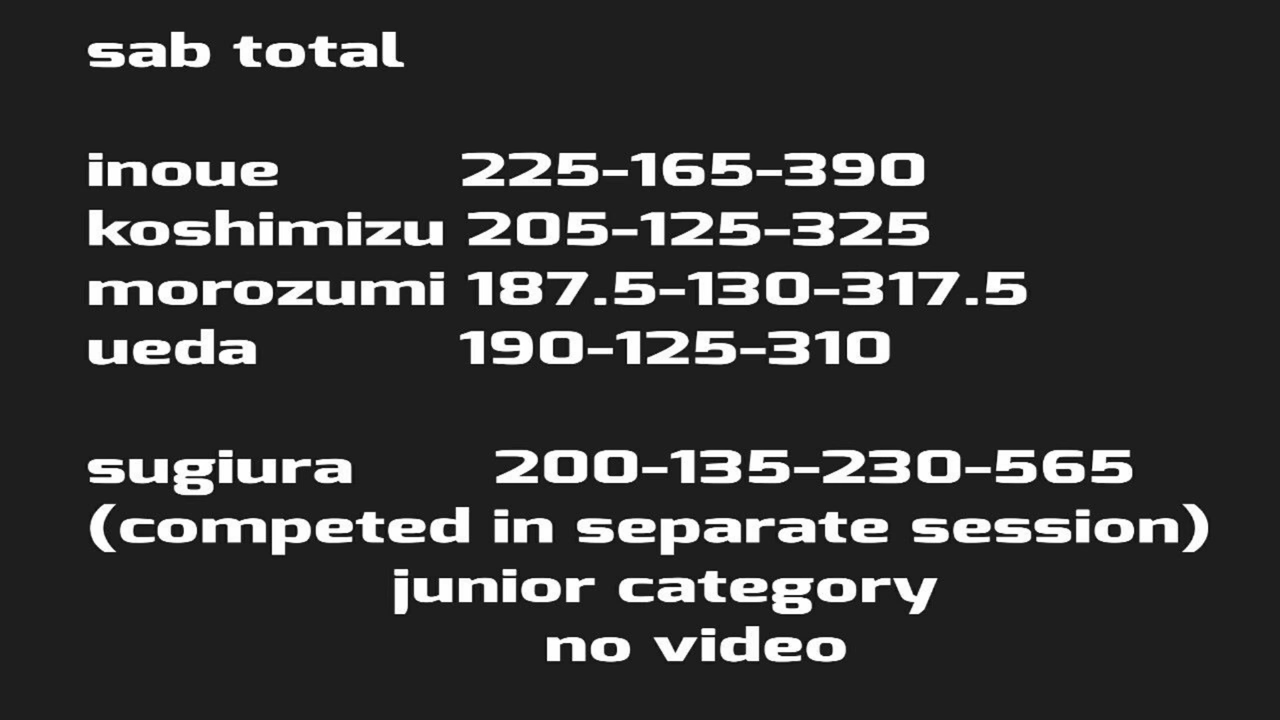 sab total
inoue 225-165-390
koshimizu 205-125-325
morozumi 187.5-130-317.5
ueda 190-125-310
sugiura 200-135-230-565
(competed in separate session)
junior category
no video